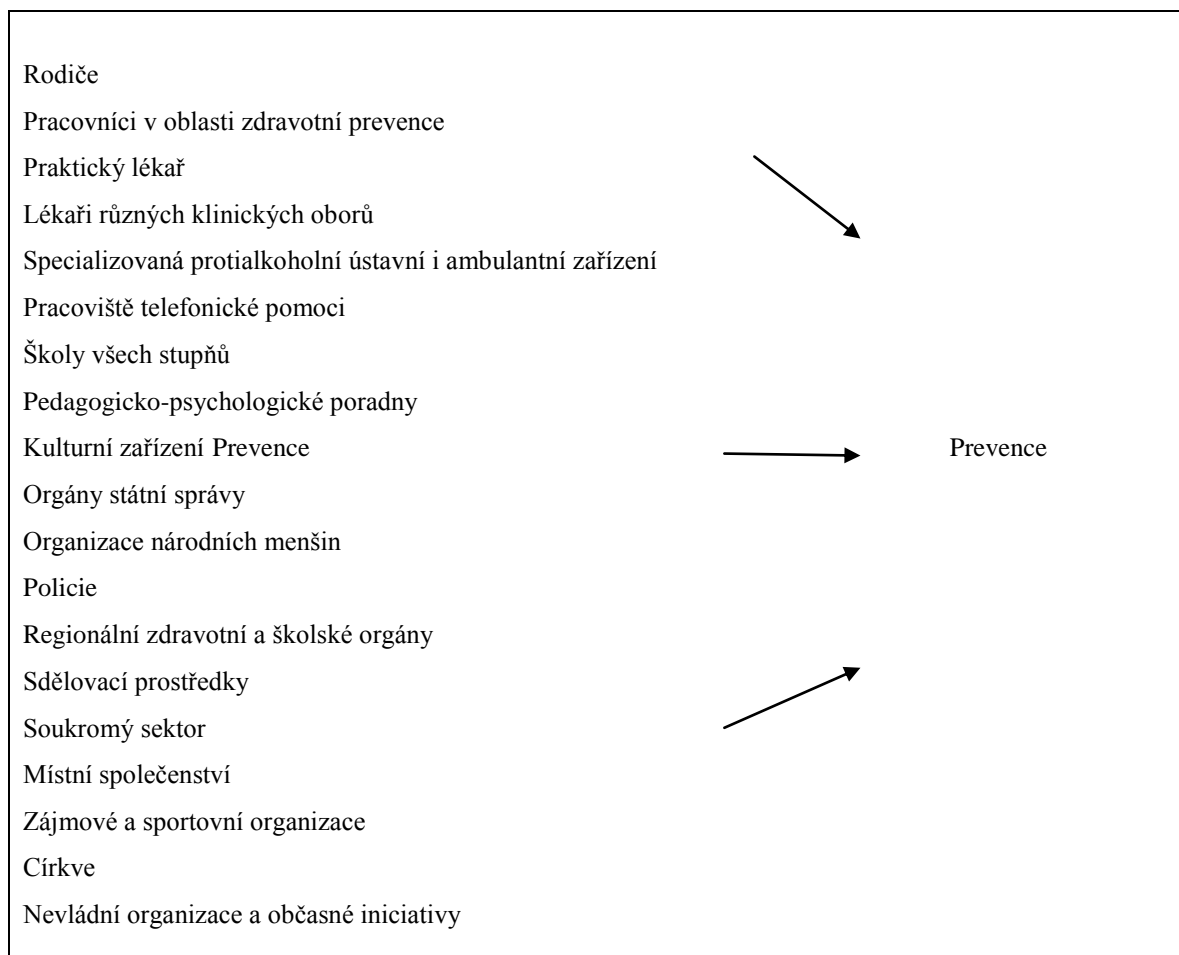 Rodiče
Pracovníci v oblasti zdravotní prevence
Praktický lékař
Lékaři různých klinických oborů
Specializovaná protialkoholní ústavní i ambulantní zařízení
Pracoviště telefonické pomoci
Školy všech stupňů
Pedagogicko-psychologické poradny
Kulturní zařízení Prevence Prevence
Orgány státní správy
Organizace národních menšin
Policie
Regionální zdravotní a školské orgány
Sdělovací prostředky
Soukromý sektor
Místní společenství
Zájmové a sportovní organizace
Církve
Nevládní organizace a občasné iniciativy